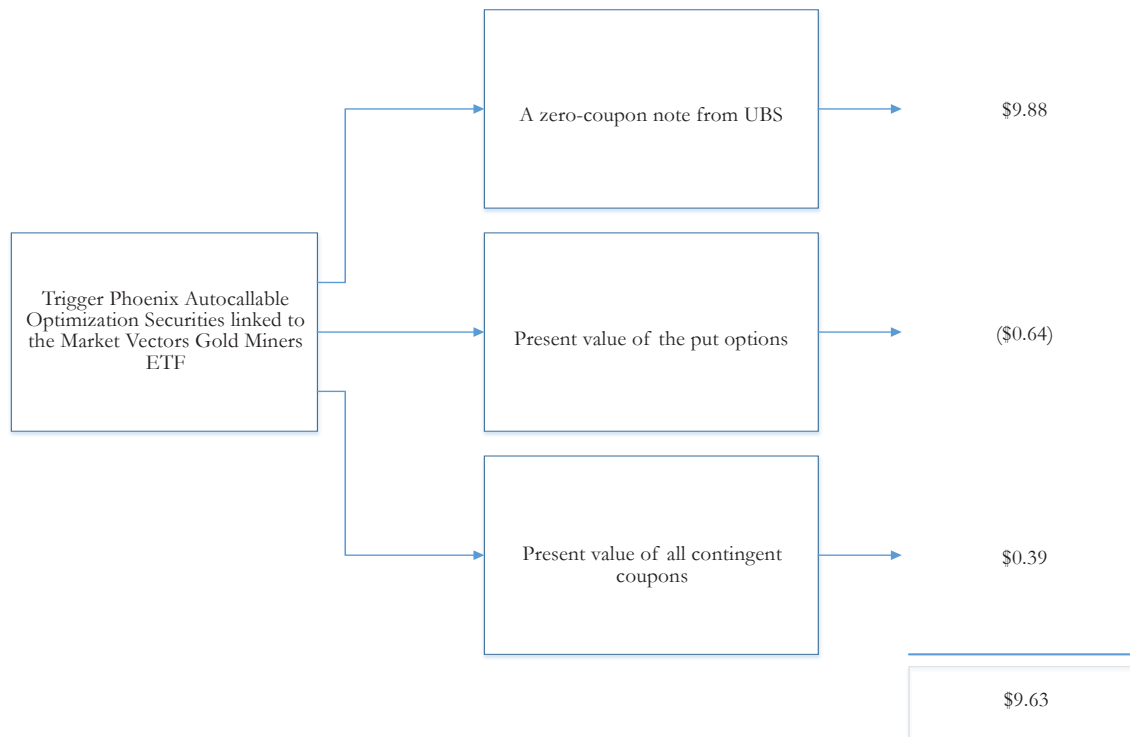 A zero-coupon note from UBS
$9.88
Trigger Phoenix Autocallable
Optimization Securities linked to
the Market Vectors Gold Miners
ETF
Present value of the put options
($0.64)
Present value of all contingent
coupons
$0.39
$9.63